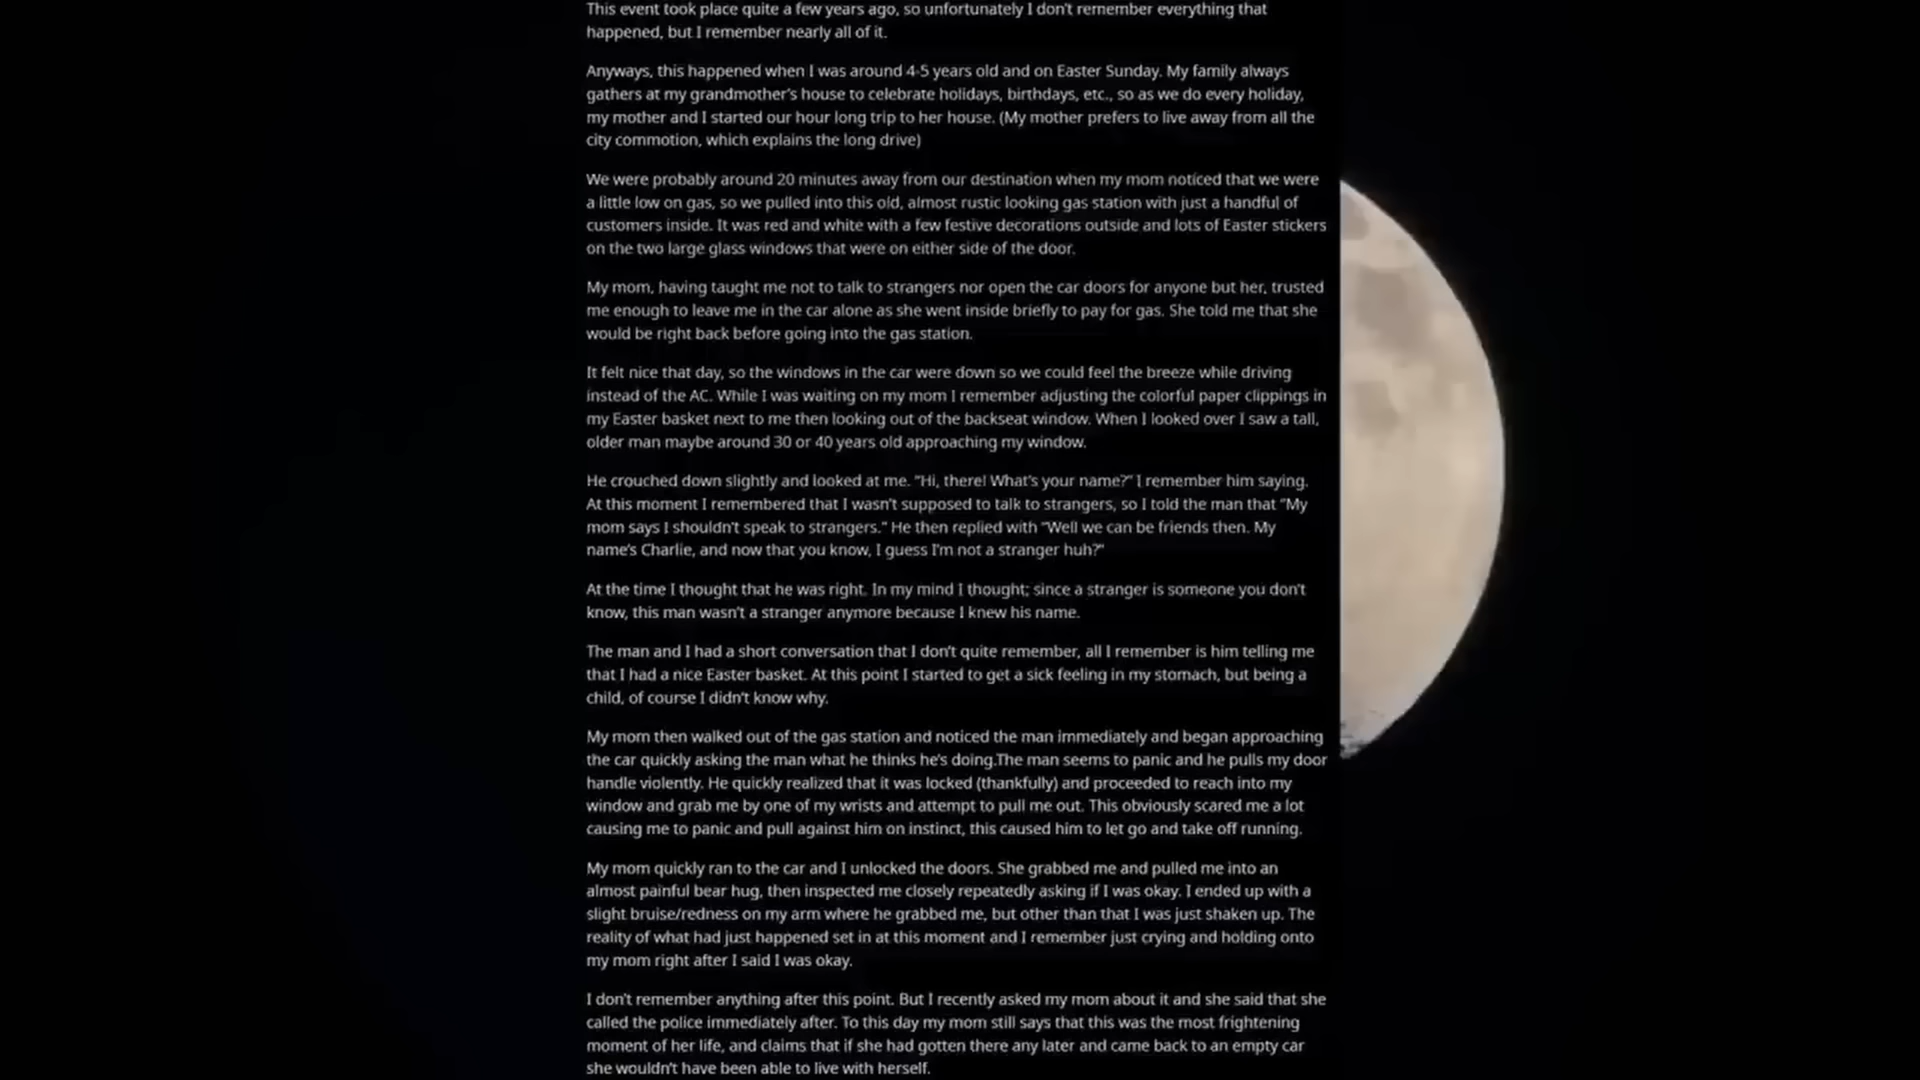 This event took place quite a few years ago, so unfortunately I don't remember everything that
happened, but I remember nearly all of it.
Anyways, this happened when I was around 4-5 years old and on Easter Sunday. My family always
gathers at my grandmother's house to celebrate holidays, birthdays, etc., so as we do every holiday,
my mother and I started our hour long trip to her house. (My mother prefers to live away from all the
city commotion, which explains the long drive)
We were probably around 20 minutes away from our destination when my mom noticed that we were
a little low on gas, so we pulled into this old, almost rustic looking gas station with just a handful of
customers inside. It was red and white with a few festive decorations outside and lots of Easter stickers
on the two large glass windows that were on either side of the door.
My mom, having taught me not to talk to strangers nor open the car doors for anyone but her, trusted
me enough to leave me in the car alone as she went inside briefly to pay for gas. She told me that she
would be right back before going into the gas station.
It felt nice that day, so the windows in the car were down so we could feel the breeze while driving
instead of the AC. While I was waiting on my mom I remember adjusting the colorful paper clippings in
my Easter basket next to me then looking out of the backseat window. When I looked over I saw a tall,
older man maybe around 30 or 40 years old approaching my window.
He crouched down slightly and looked at me. “Hi, there! What's your name?” I remember him saying.
At this moment I remembered that I wasn't supposed to talk to strangers, so I told the man that “My
mom says I shouldn't speak to strangers.” He then replied with “Well we can be friends then. My
name's Charlie, and now that you know, I guess I'm not a stranger huh?”
At the time I thought that he was right. In my mind I thought; since a stranger is someone you don't
know, this man wasn't a stranger anymore because I knew his name.
The man and I had a short conversation that I don't quite remember, all I remember is him telling me
that I had a nice Easter basket. At this point I started to get a sick feeling in my stomach, but being a
child, of course I didn't know why.
My mom then walked out of the gas station and noticed the man immediately and began approaching
the car quickly asking the man what he thinks he's doing.The man seems to panic and he pulls my door
handle violently. He quickly realized that it was locked (thankfully) and proceeded to reach into my
window and grab me by one of my wrists and attempt to pull me out. This obviously scared me a lot
causing me to panic and pull against him on instinct, this caused him to let go and take off running.
My mom quickly ran to the car and I unlocked the doors. She grabbed me and pulled me into an
almost painful bear hug, then inspected me closely repeatedly asking if I was okay. I ended up with a
slight bruise/redness on my arm where he grabbed me, but other than that I was just shaken up. The
reality of what had just happened set in at this moment and I remember just crying and holding onto
my mom right after I said I was okay.
I don't remember anything after this point. But I recently asked my mom about it and she said that she
called the police immediately after. To this day my mom still says that this was the most frightening
moment of her life, and claims that if she had gotten there any later and came back to an empty car
she wouldn't have been able to live with herself.